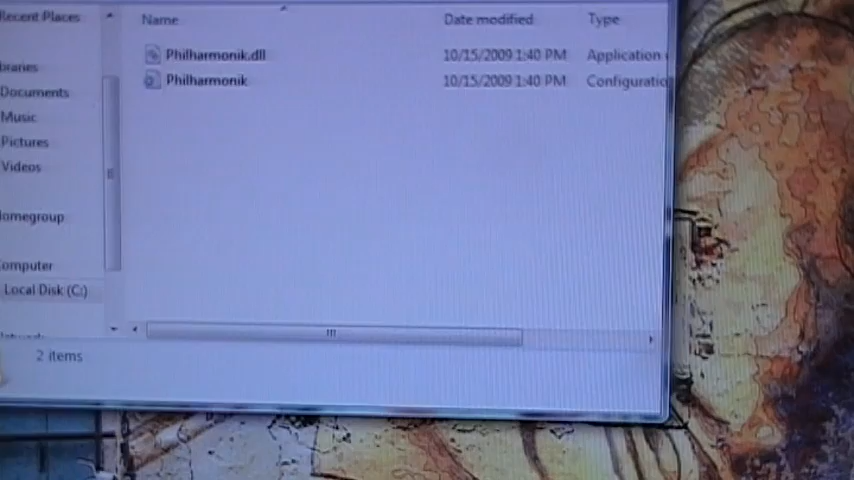 Recent Places
Name
Date modified
Type
braries
Philharmonik.dll
10/15/2009 1:40 PM
Application
Documents
Philharmonik
10/15/2009 1:40 PM
Configuratio
Music
Pictures
Videos
omegroup
omputer
Local Disk (C:)
2 items